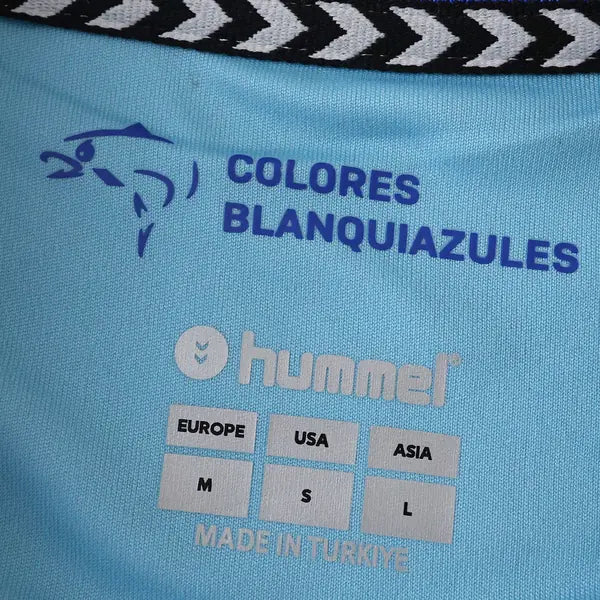 COLORES
BLANQUIAZULES
hummel®
EUROPE USA ASIA
M S L
MADE IN TURKIYE